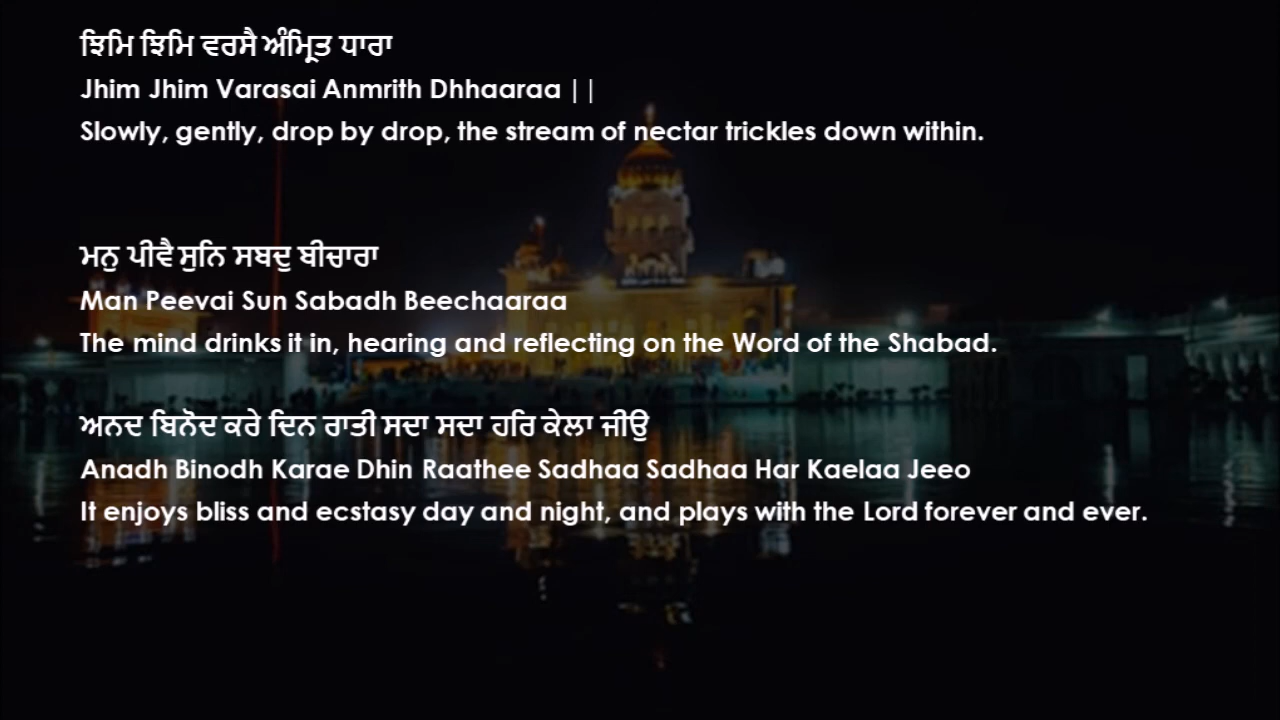 ਝਿਮਿ ਝਿਮਿ ਵਰਸੈ ਅੰਮ੍ਰਿਤ ਧਾਰਾ
Jhim Jhim Varasai Anmrith Dhhaaraa ||
Slowly, gently, drop by drop, the stream of nectar trickles down within.
ਮਨੁ ਪੀਵੈ ਸੁਨਿ ਸਬਦੁ ਬੀਚਾਰਾ
Man Peevai Sun Sabadh Beechaaraa
The mind drinks it in, hearing and reflecting on the Word of the Shabad.
ਅਨਦ ਬਿਨੋਦ ਕਰੇ ਦਿਨ ਰਾਤੀ ਸਦਾ ਸਦਾ ਹਰਿ ਕੇਲਾ ਜੀਉ
Anadh Binodh Karae Dhin Raathee Sadhaa Sadhaa Har Kaelaa Jeeo
It enjoys bliss and ecstasy day and night, and plays with the Lord forever and ever.